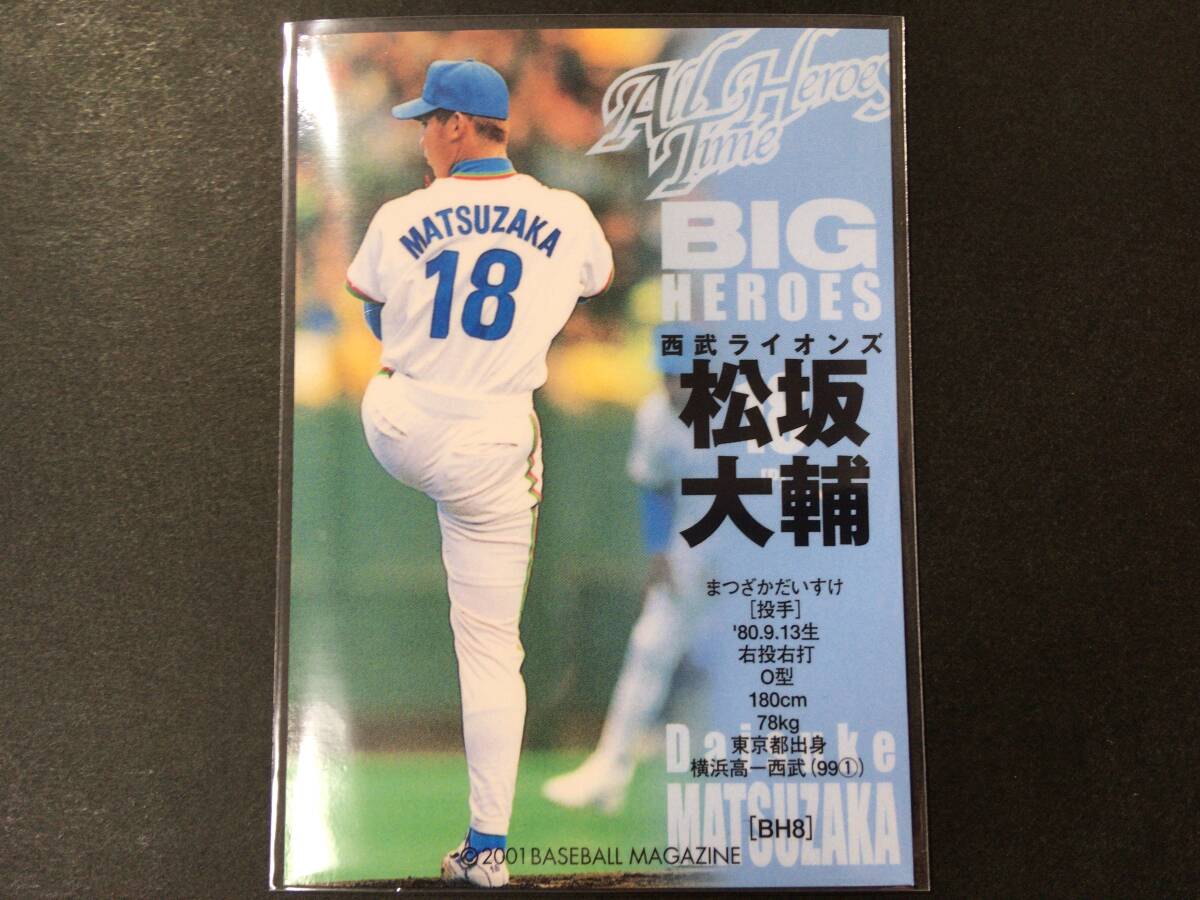 All Heroes
Time
BIG
HEROES
西武ライオンズ
松坂
大輔
まつざかだいすけ
[投手]
'80.9.13生
右投右打
O型
180cm
78kg
東京都出身
横浜高ー西武(99①)
Daisuke
MATSUZAKA
[BH8]
©2001 BASEBALL MAGAZINE
MATSUZAKA
18
18